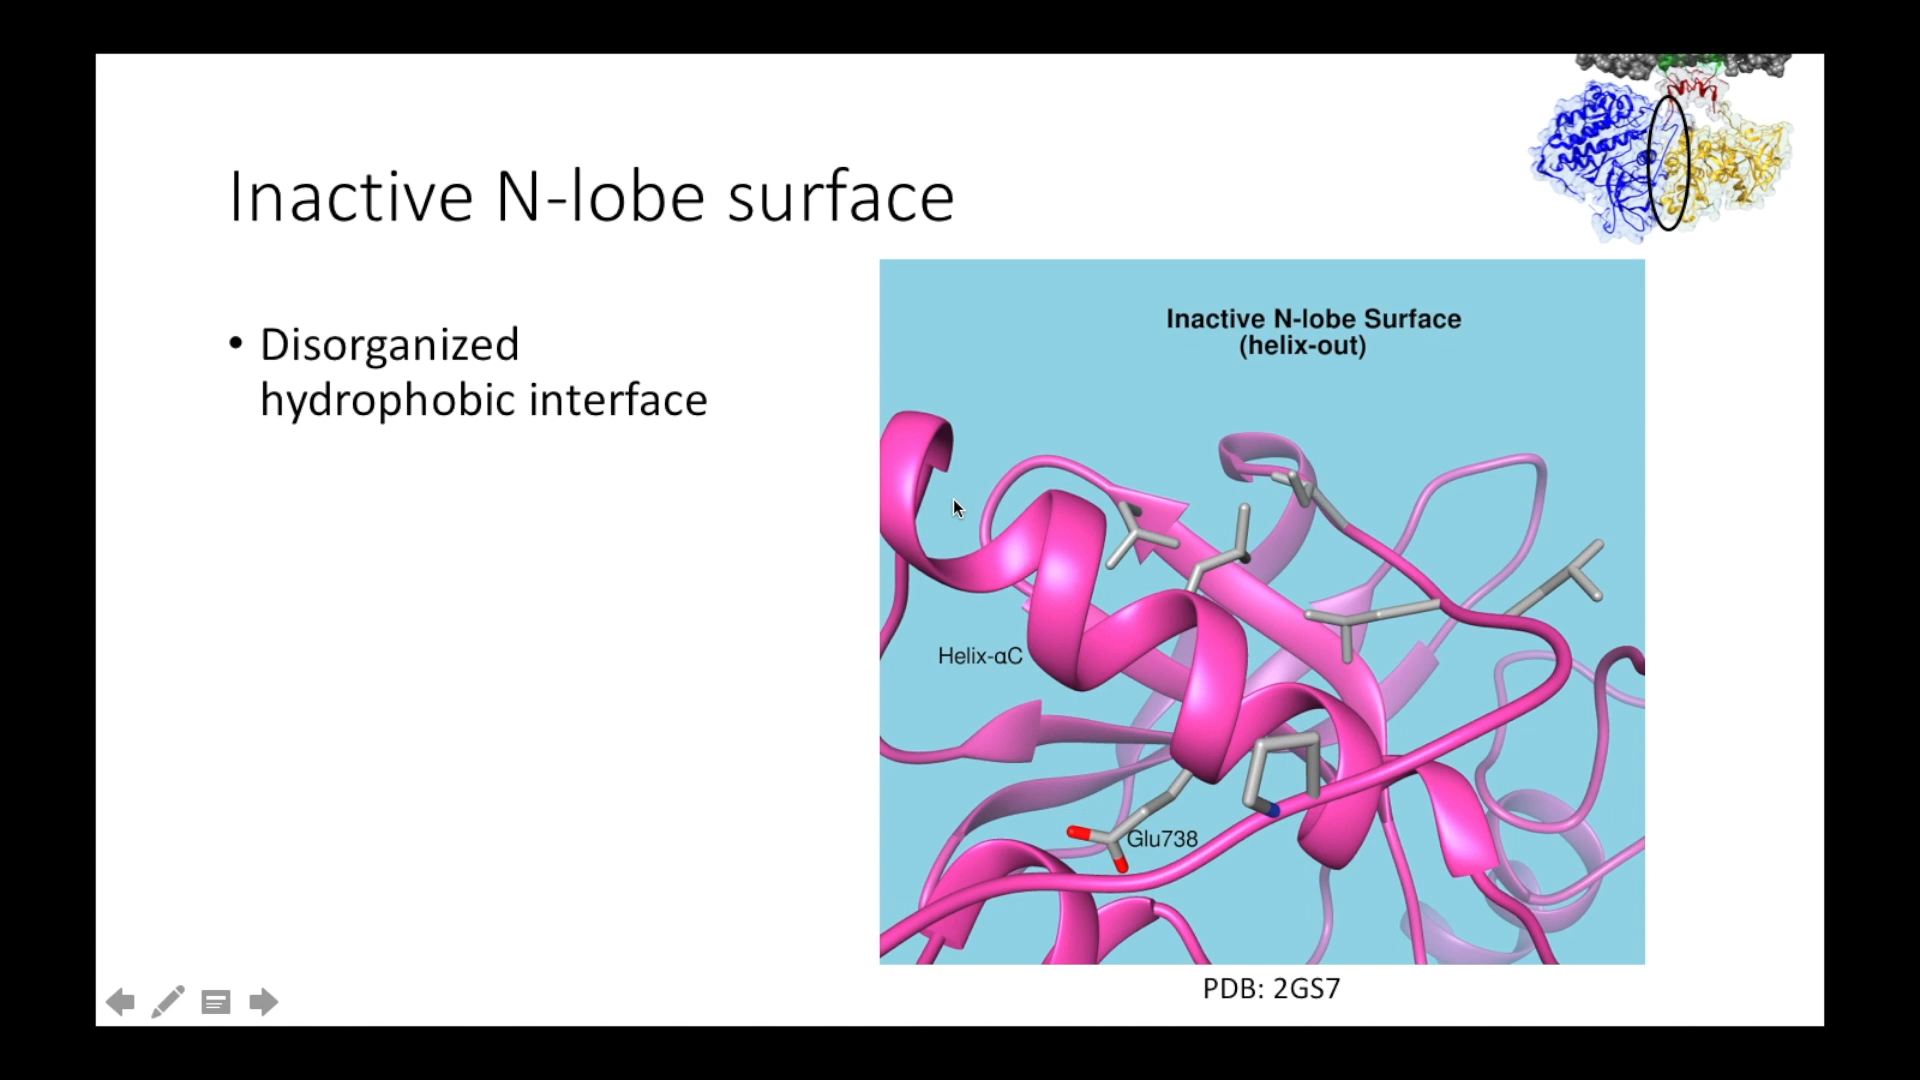 Inactive N-lobe surface
• Disorganized
hydrophobic interface
Inactive N-lobe Surface
(helix-out)
Helix-αC
Glu738
PDB: 2GS7